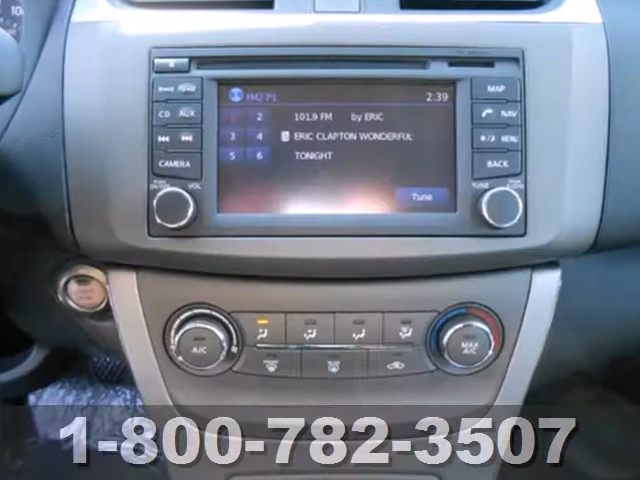 10
FM2 P1 2.39
1 2 101.9 FM by ERIC
3 4 ERIC CLAPTON WONDERFUL
5 6 TONIGHT
Tune
MAP
CD AUX
NAV
MENU
CAMERA
BACK
VOL
TUNE
A/C
MAX A/C
1-800-782-3507